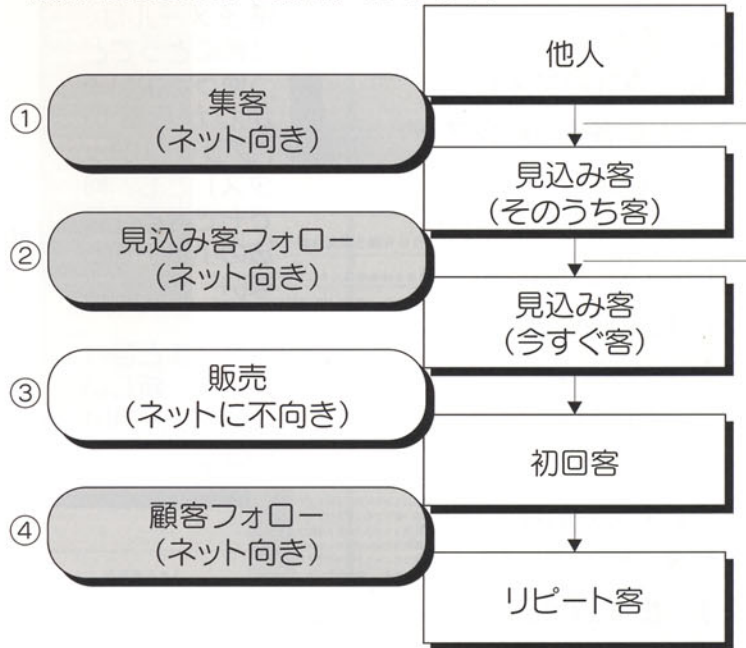 他人
①
集客
(ネット向き)
見込み客
(そのうち客)
②
見込み客フォロー
(ネット向き)
見込み客
(今すぐ客)
③
販売
(ネットに不向き)
初回客
④
顧客フォロー
(ネット向き)
リピート客